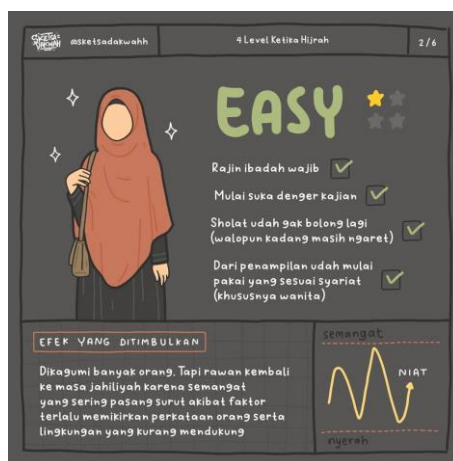 SKETSA DAKWAH
@sketsadakwahh
4 Level Ketika Hijrah
2/6
EASY
Rajin ibadah wajib
Mulai suka denger kajian
Sholat udah gak bolong lagi
(walopun kadang masih ngaret)
Dari penampilan udah mulai
pakai yang sesuai syariat
(khususnya wanita)
EFEK YANG DITIMBULKAN
Dikagumi banyak orang. Tapi rawan kembali
ke masa jahiliyah karena semangat
yang sering pasang surut akibat faktor
terlalu memikirkan perkataan orang serta
lingkungan yang kurang mendukung
semangat
NIAT
nyerah